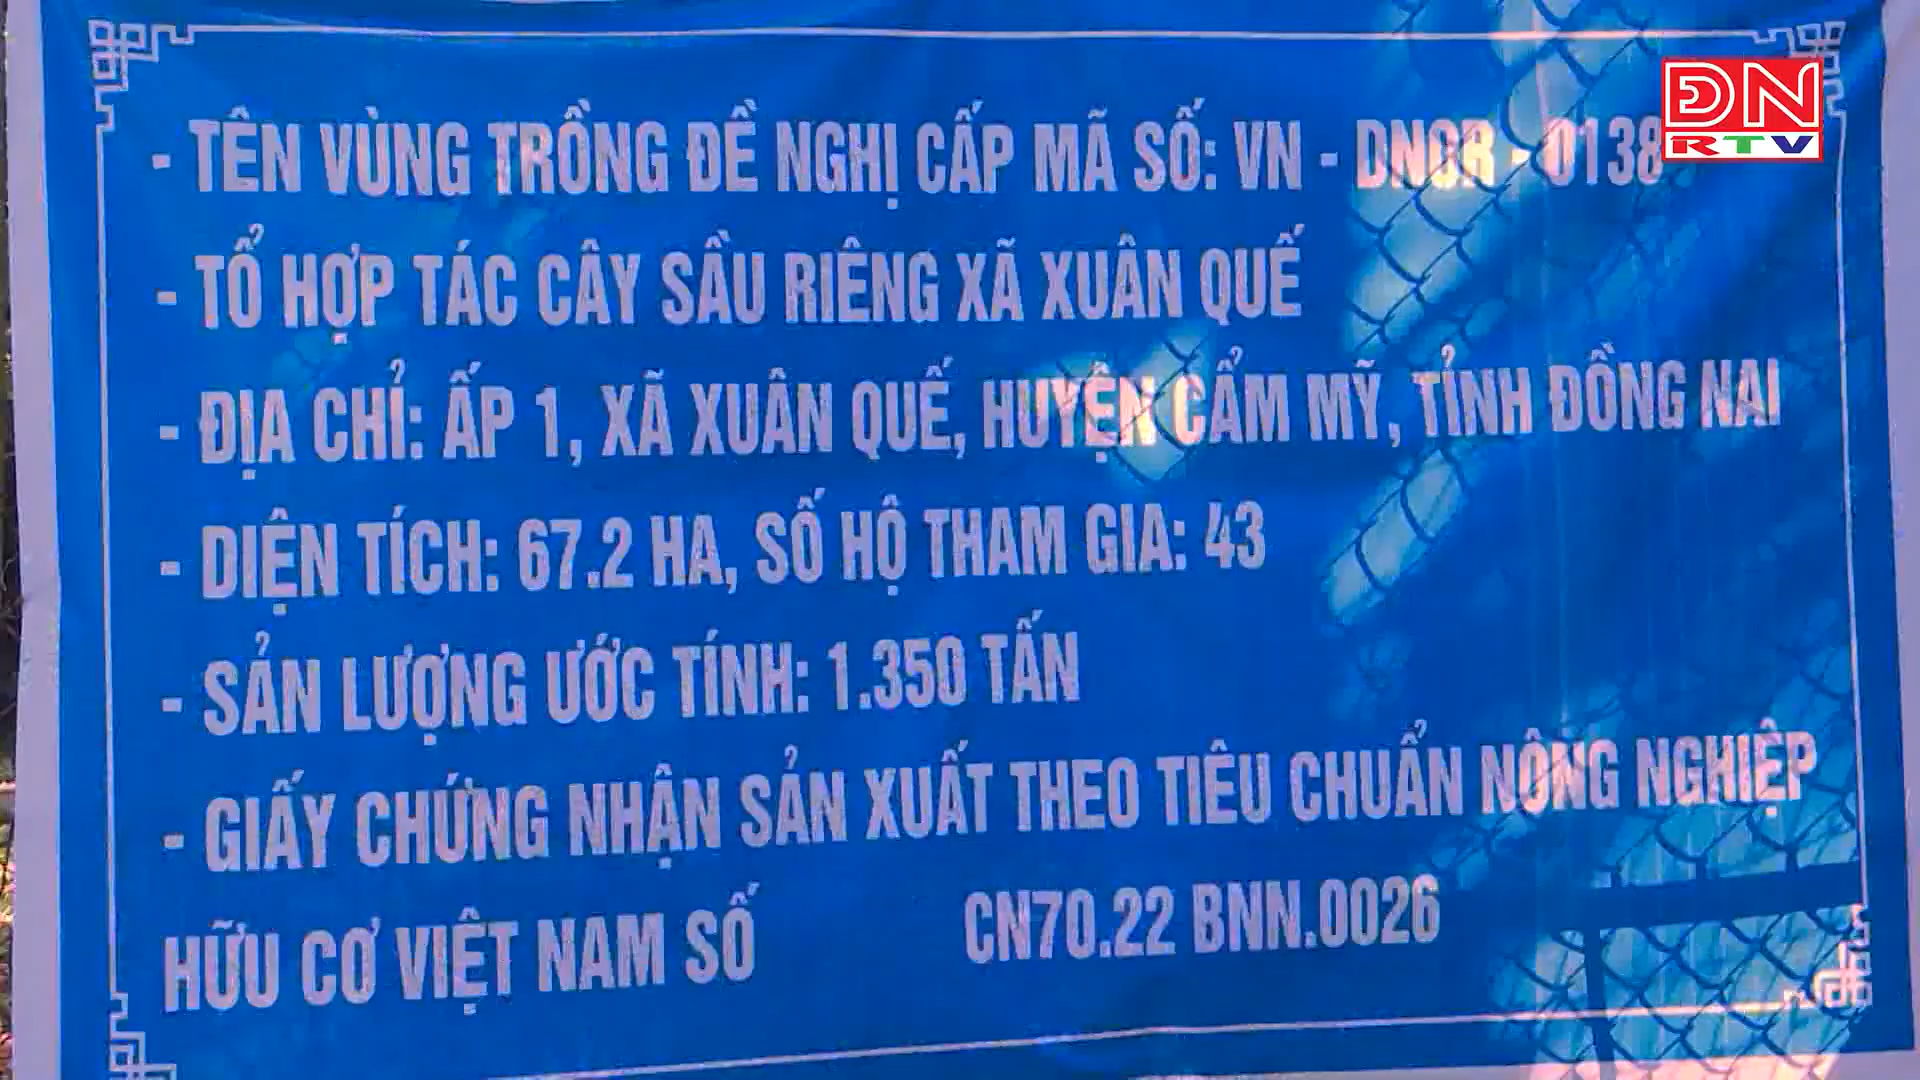 - TÊN VÙNG TRỒNG ĐỀ NGHỊ CẤP MÃ SỐ: VN - DNOR - 0138
- TỔ HỢP TÁC CÂY SẦU RIÊNG XÃ XUÂN QUẾ
- ĐỊA CHỈ: ẤP 1, XÃ XUÂN QUẾ, HUYỆN CẨM MỸ, TỈNH ĐỒNG NAI
- DIỆN TÍCH: 67.2 HA, SỐ HỘ THAM GIA: 43
- SẢN LƯỢNG ƯỚC TÍNH: 1.350 TẤN
- GIẤY CHỨNG NHẬN SẢN XUẤT THEO TIÊU CHUẨN NÔNG NGHIỆP
HỮU CƠ VIỆT NAM SỐ CN70.22 BNN.0026
ĐN
RTV